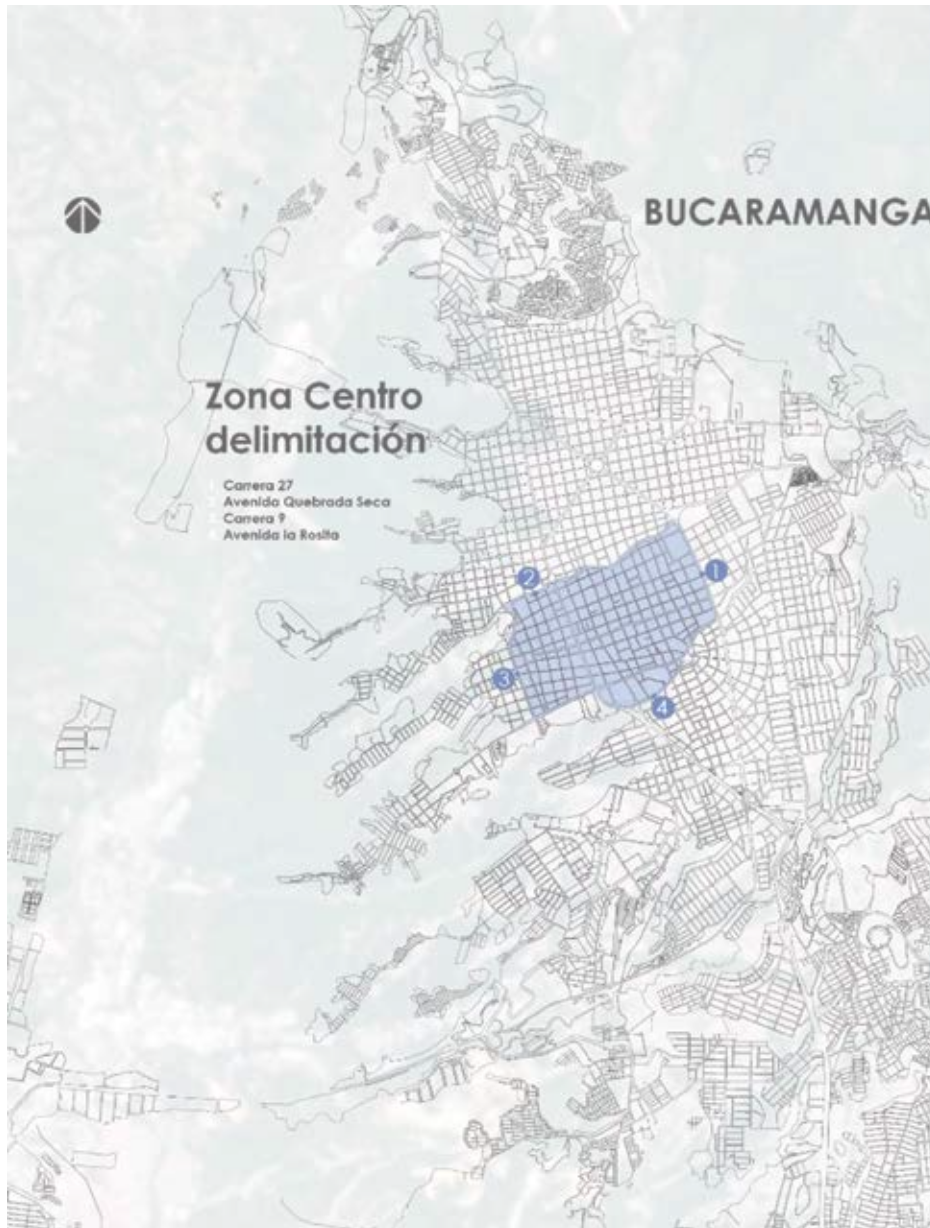 BUCARAMANGA
Zona Centro
delimitación
Carrera 27
Avenida Quebrada Seca
Carrera 9
Avenida la Rosita
1
2
3
4